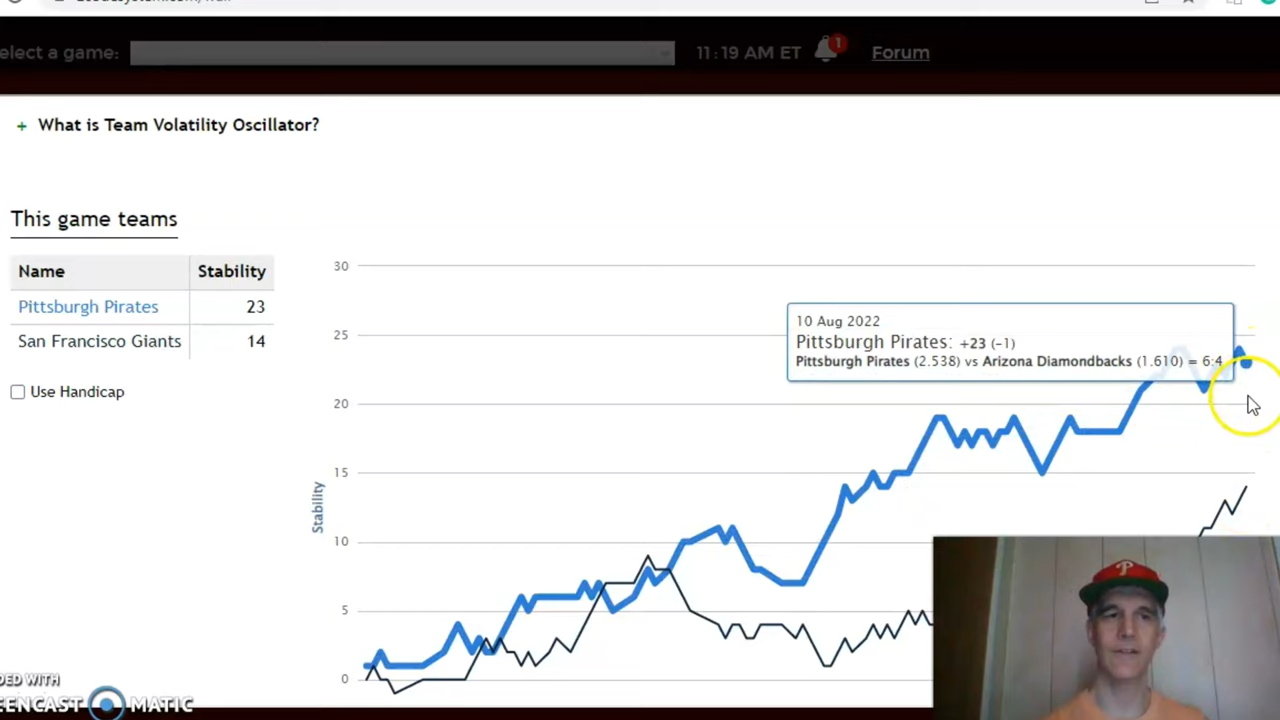 elect a game:
11:19 AM ET
1
Forum
+ What is Team Volatility Oscillator?
This game teams
Name Stability
Pittsburgh Pirates 23
San Francisco Giants 14
Use Handicap
30
25
20
15
10
5
0
Stability
10 Aug 2022
Pittsburgh Pirates: +23 (−1)
Pittsburgh Pirates (2.538) vs Arizona Diamondbacks (1.610) = 6:4
P
DED WITH
EENCAST MATIC